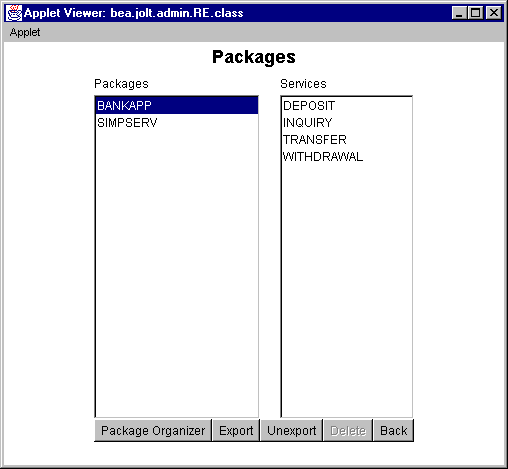 Applet Viewer: bea.jolt.admin.RE.class
Applet
Packages
Packages Services
BANKAPP DEPOSIT
SIMPSERV INQUIRY
TRANSFER
WITHDRAWAL
Package Organizer Export Unexport Delete Back